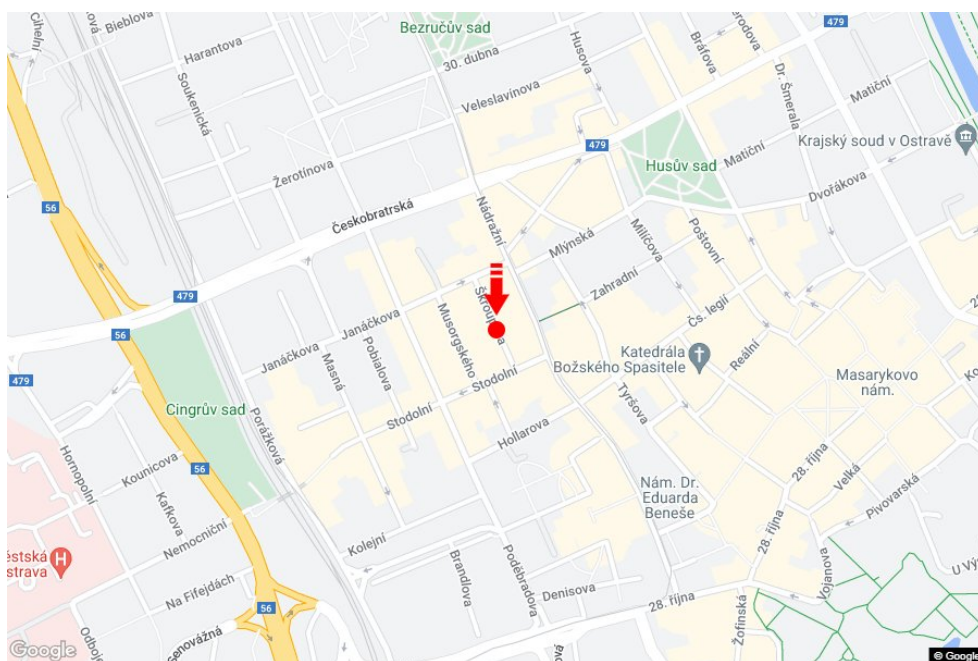 Cihelní
Bieblova
Bezručův sad
Harantova
30. dubna
Husova
Bráfova
479
Soukenická
Veleslavínova
Dr. Šmerala
Matiční
Krajský soud v Ostravě
479
Husův sad
Matiční
Žerotínova
Dvořákova
56
Českobratrská
Nádražní
Mlýnská
Milíčova
Poštovní
479
Janáčkova
Janáčkova
Zahradní
Čs. legií
56
Musorgského
Katedrála
Božského Spasitele
Reální
Masarykovo
nám.
479
Masná
Pobialova
Stodolní
Cingrův sad
Porážková
Stodolní
Tyršova
Hollarova
Hornopolní
Kounicova
56
28. října
Velká
Nám. Dr.
Eduarda
Beneše
Pivovarská
Kafkova
Nemocniční
28. října
H
Kolejní
Vojanova
Brandlova
Poděbradova
Na Fifejdách
Denisova
56
28. října
Žofinská
Google
© Google